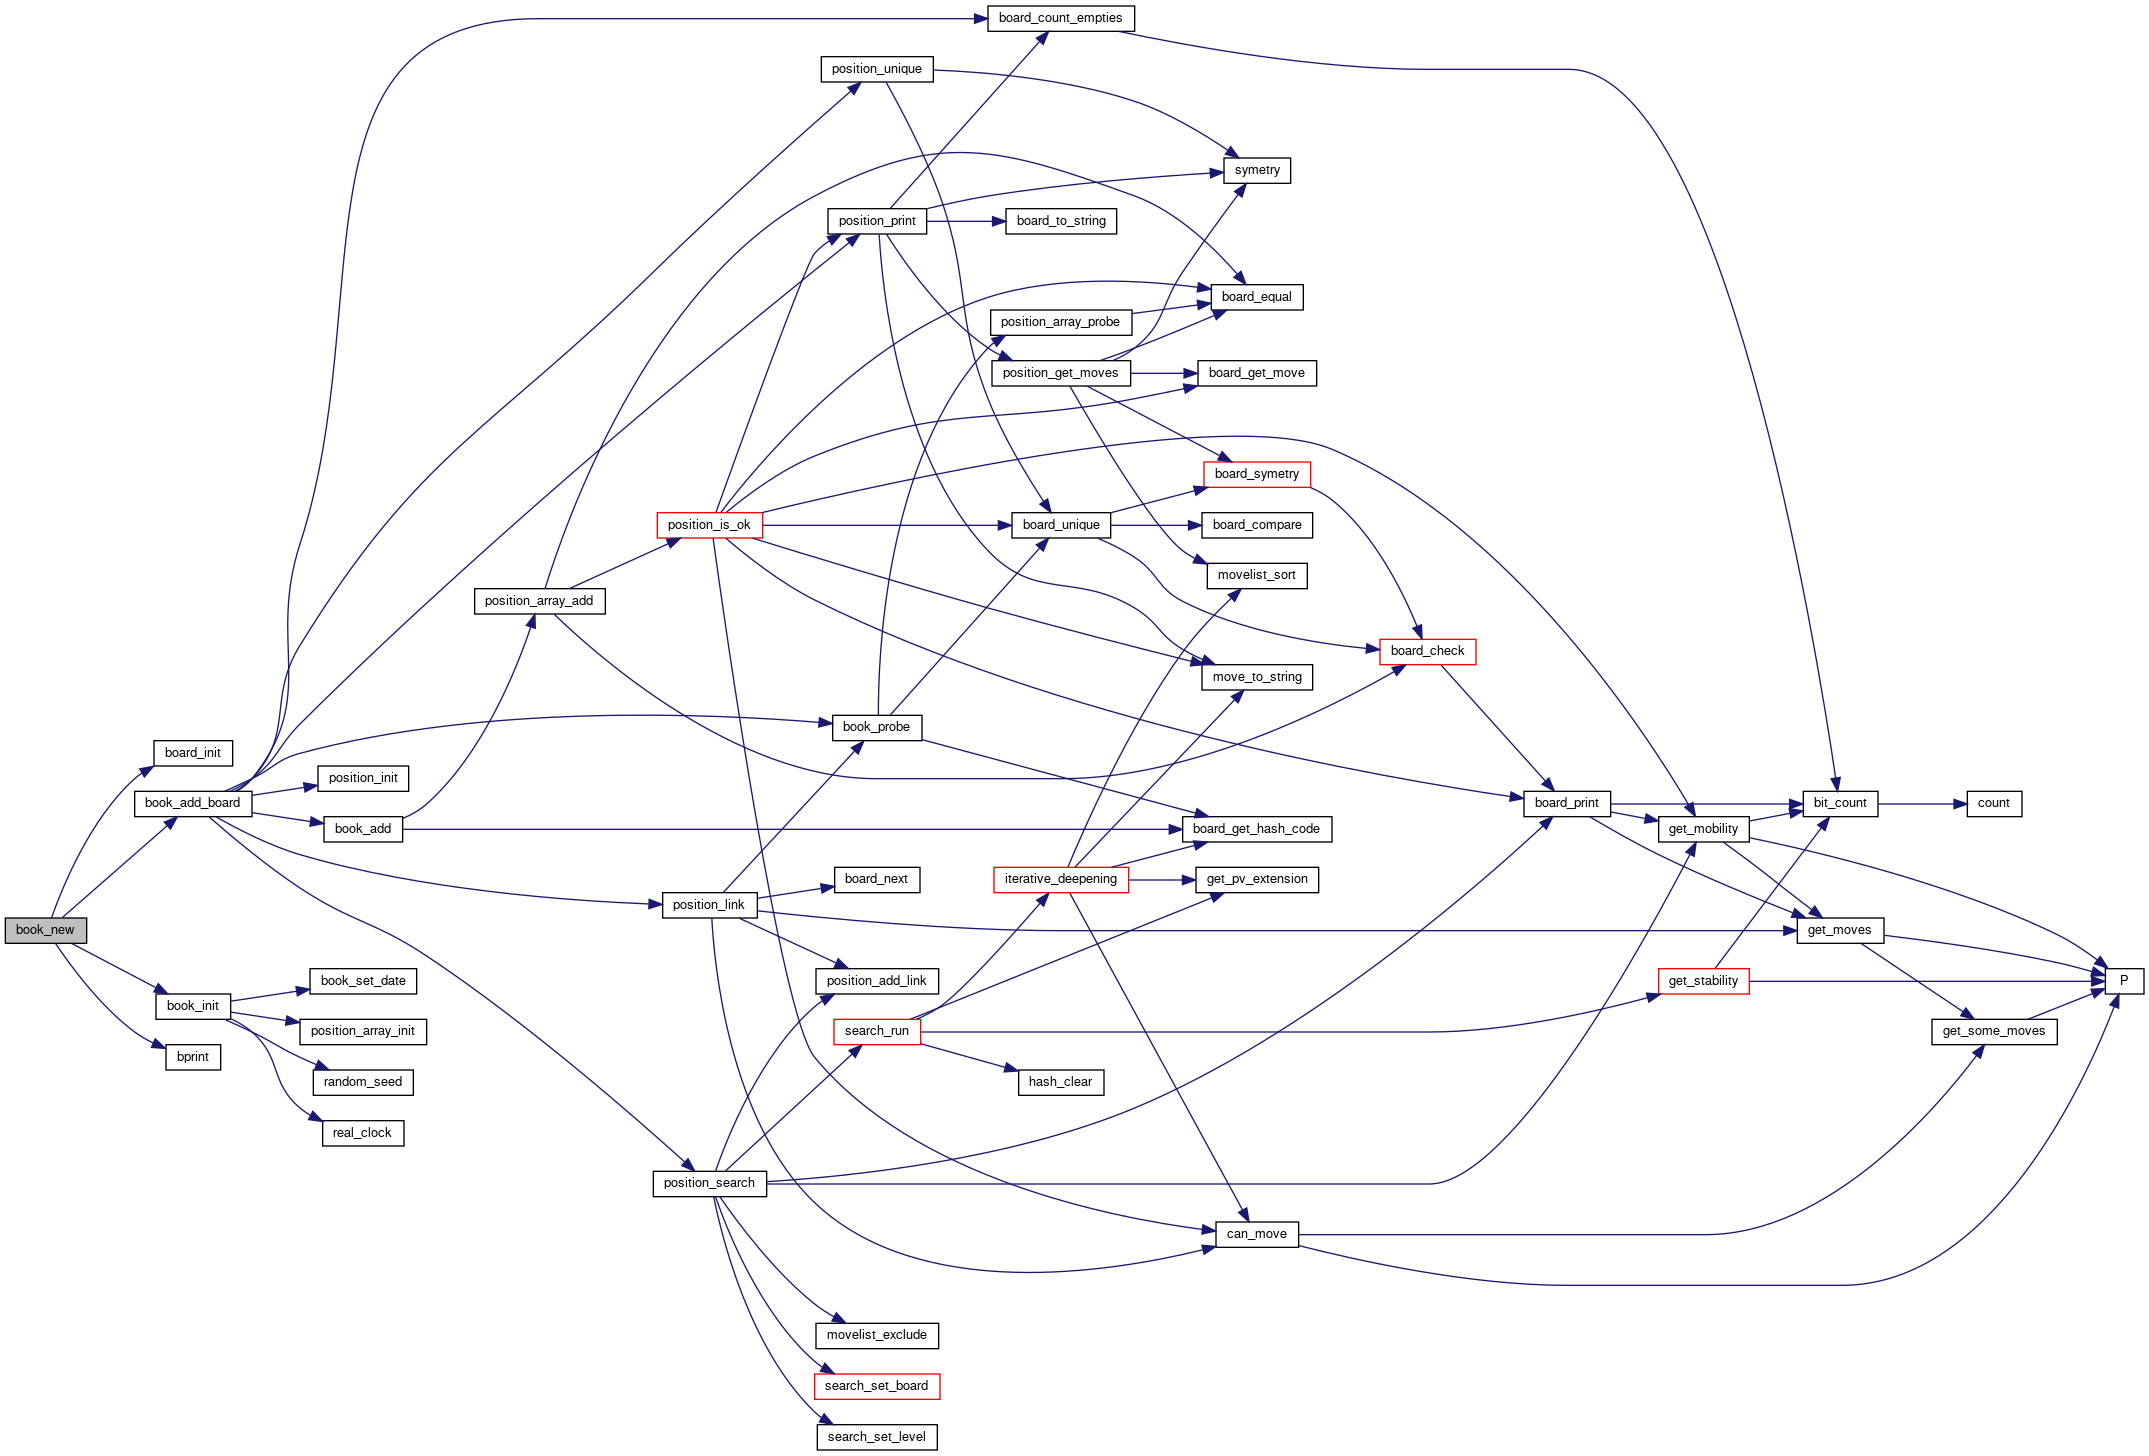 board_count_empties
position_unique
symetry
position_print
board_to_string
board_equal
position_array_probe
position_get_moves
board_get_move
board_symetry
position_is_ok
board_unique
board_compare
movelist_sort
position_array_add
board_check
move_to_string
book_probe
board_init
position_init
book_add_board
board_print
bit_count
count
book_add
board_get_hash_code
get_mobility
board_next
iterative_deepening
get_pv_extension
position_link
book_new
get_moves
book_set_date
position_add_link
get_stability
P
book_init
position_array_init
search_run
get_some_moves
bprint
random_seed
hash_clear
real_clock
position_search
can_move
movelist_exclude
search_set_board
search_set_level